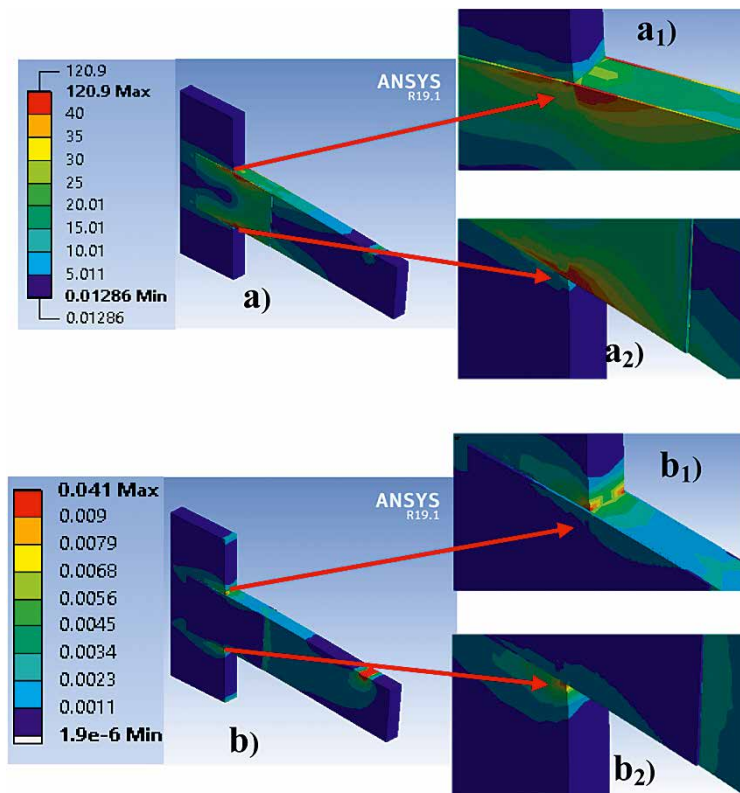 120.9
120.9 Max
40
35
30
25
20.01
15.01
10.01
5.011
0.01286 Min
0.01286
ANSYS
R19.1
a)
a₁)
a₂)
0.041 Max
0.009
0.0079
0.0068
0.0056
0.0045
0.0034
0.0023
0.0011
1.9e-6 Min
ANSYS
R19.1
b)
b₁)
b₂)